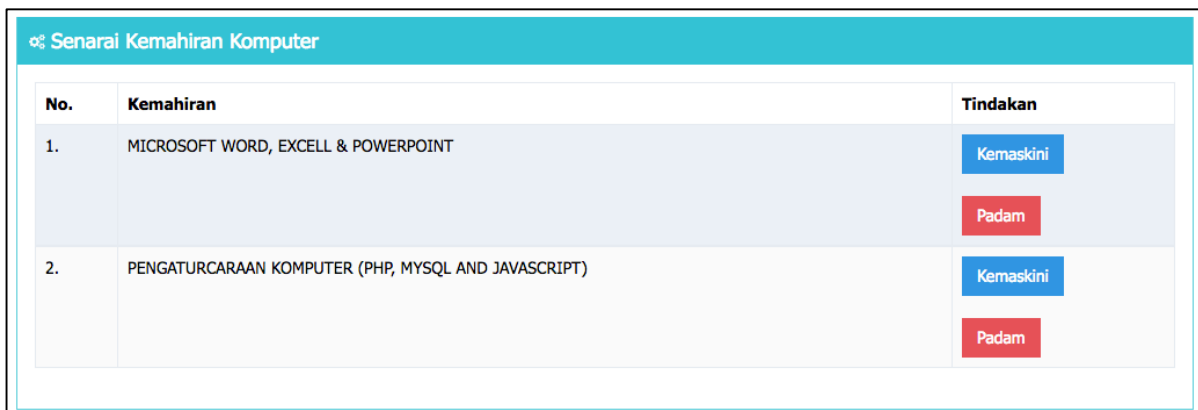 Senarai Kemahiran Komputer
No. Kemahiran Tindakan
1. MICROSOFT WORD, EXCELL & POWERPOINT Kemaskini
Padam
2. PENGATURCARAAN KOMPUTER (PHP, MYSQL AND JAVASCRIPT) Kemaskini
Padam